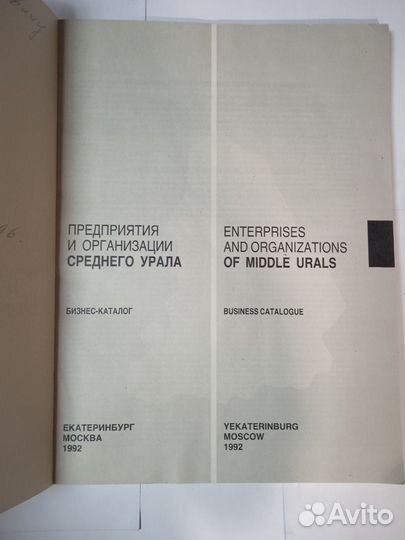 ПРЕДПРИЯТИЯ
И ОРГАНИЗАЦИИ
СРЕДНЕГО УРАЛА
БИЗНЕС-КАТАЛОГ
ЕКАТЕРИНБУРГ
МОСКВА
1992
ENTERPRISES
AND ORGANIZATIONS
OF MIDDLE URALS
BUSINESS CATALOGUE
YEKATERINBURG
MOSCOW
1992
Avito